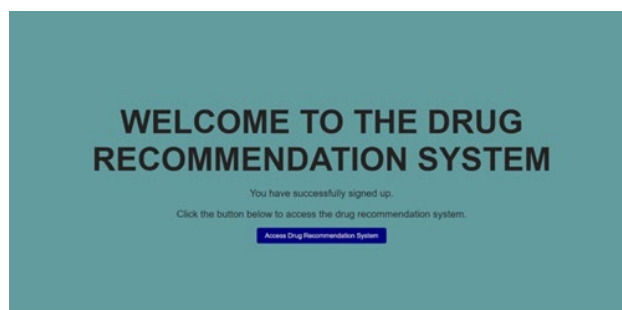 WELCOME TO THE DRUG
RECOMMENDATION SYSTEM
You have successfully signed up.
Click the button below to access the drug recommendation system.
Access Drug Recommendation System